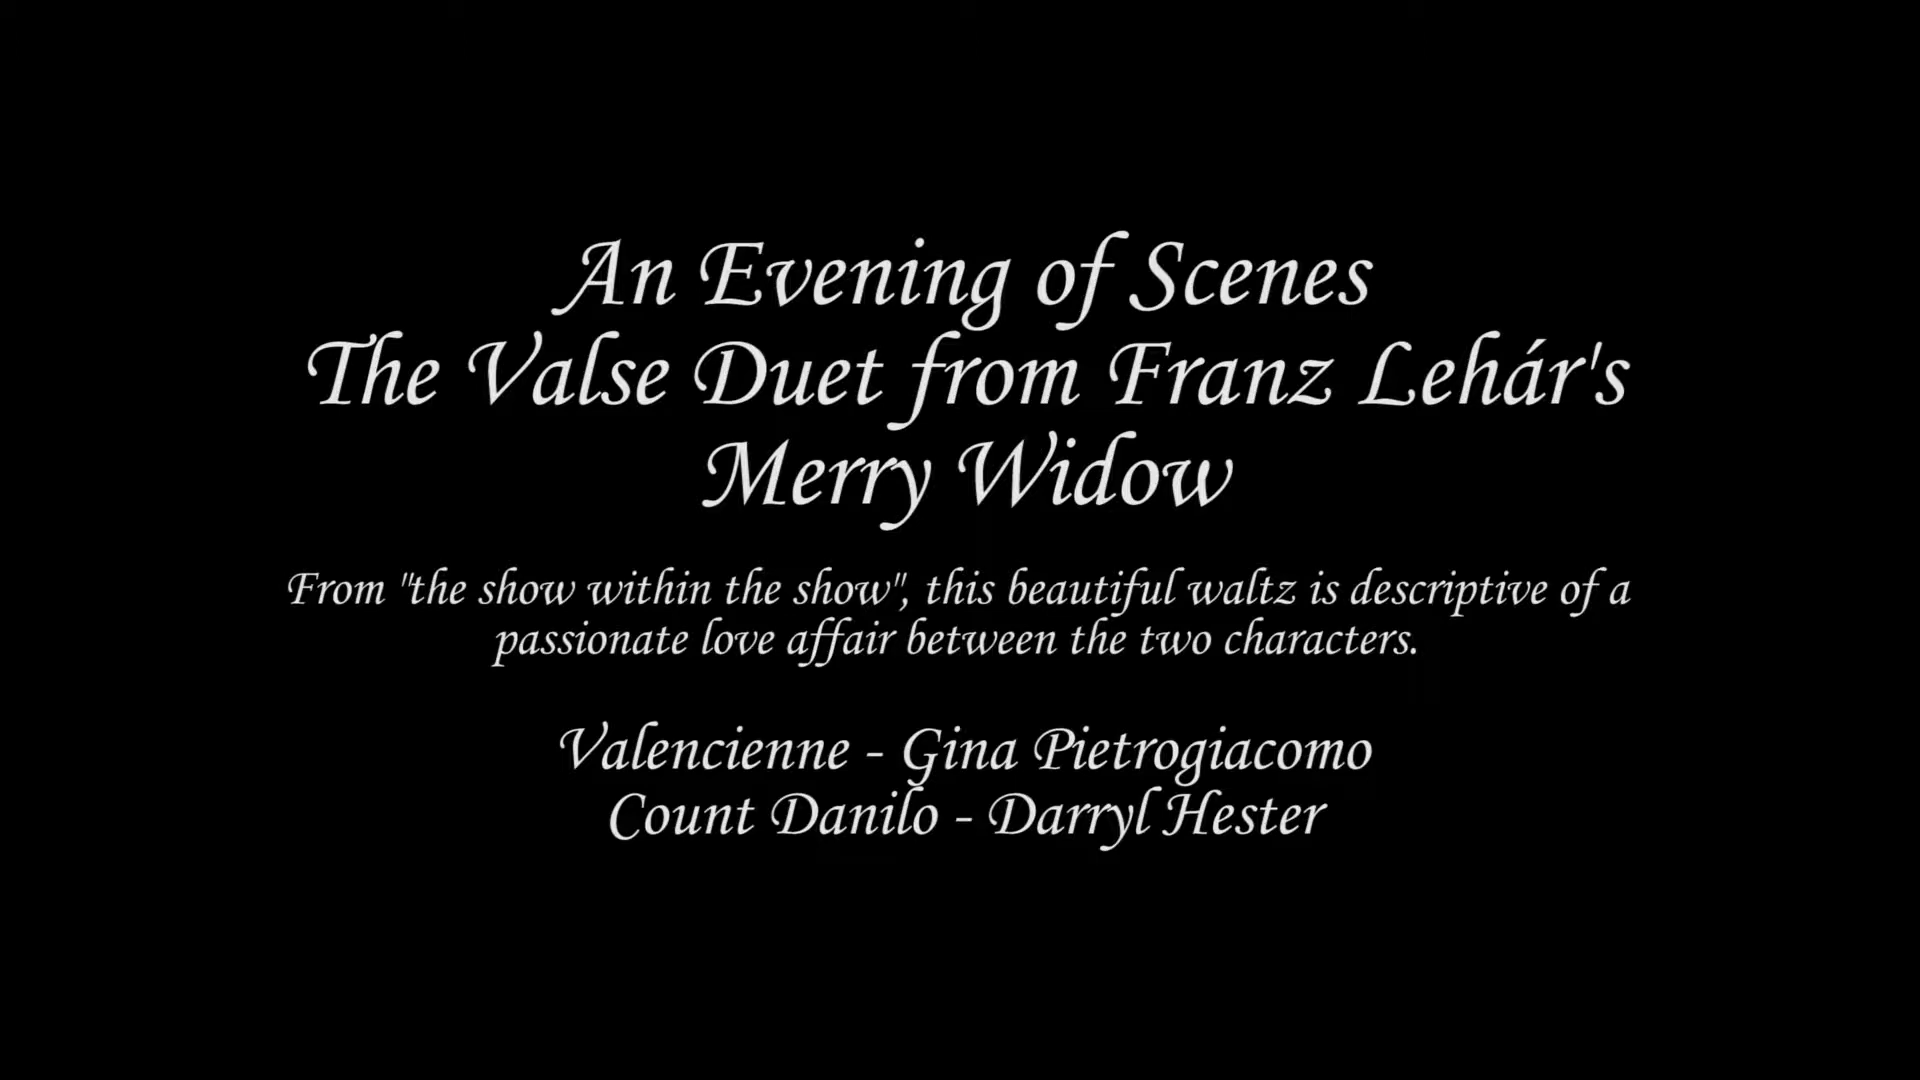 An Evening of Scenes
The Valse Duet from Franz Lehár's
Merry Widow
From "the show within the show", this beautiful waltz is descriptive of a
passionate love affair between the two characters.
Valencienne - Gina Pietrogiacomo
Count Danilo - Darryl Hester